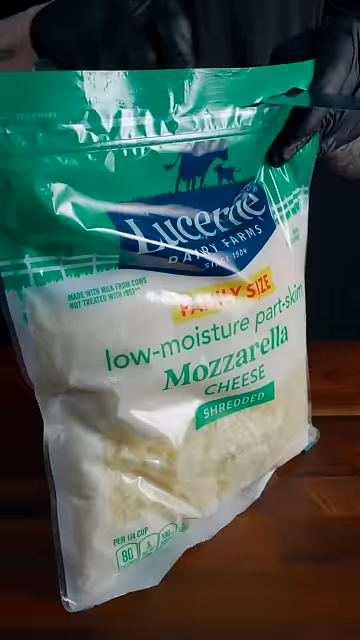 Lucerne
DAIRY FARMS
SINCE 1904
MADE WITH MILK FROM COWS
NOT TREATED WITH rBST
FAMILY SIZE
low-moisture part-skim
Mozzarella
CHEESE
SHREDDED
PER 1/4 CUP
80